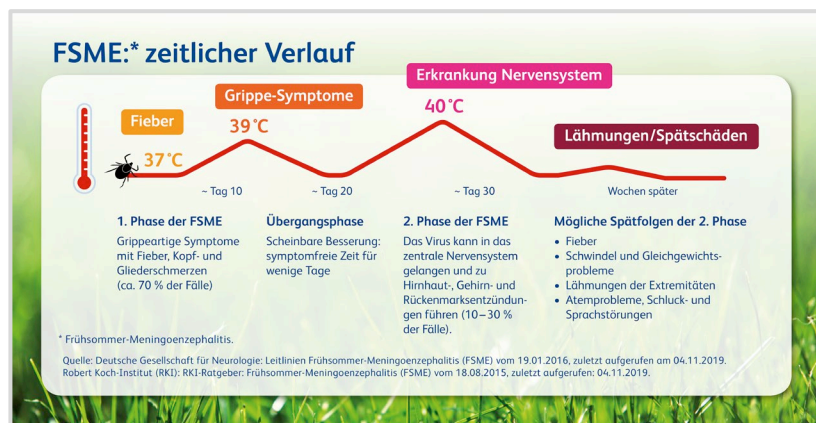 FSME:* zeitlicher Verlauf
Erkrankung Nervensystem
Grippe-Symptome
40 °C
Fieber
39 °C
Lähmungen/Spätschäden
37 °C
~ Tag 10
~ Tag 20
~ Tag 30
Wochen später
1. Phase der FSME
Grippeartige Symptome
mit Fieber, Kopf- und
Gliederschmerzen
(ca. 70 % der Fälle)
Übergangsphase
Scheinbare Besserung:
symptomfreie Zeit für
wenige Tage
2. Phase der FSME
Das Virus kann in das
zentrale Nervensystem
gelangen und zu
Hirnhaut-, Gehirn- und
Rückenmarksentzündun-
gen führen (10–30 %
der Fälle).
Mögliche Spätfolgen der 2. Phase
• Fieber
• Schwindel und Gleichgewichts-
probleme
• Lähmungen der Extremitäten
• Atemprobleme, Schluck- und
Sprachstörungen
* Frühsommer-Meningoenzephalitis.
Quelle: Deutsche Gesellschaft für Neurologie: Leitlinien Frühsommer-Meningoenzephalitis (FSME) vom 19.01.2016, zuletzt aufgerufen am 04.11.2019.
Robert Koch-Institut (RKI): RKI-Ratgeber: Frühsommer-Meningoenzephalitis (FSME) vom 18.08.2015, zuletzt aufgerufen: 04.11.2019.